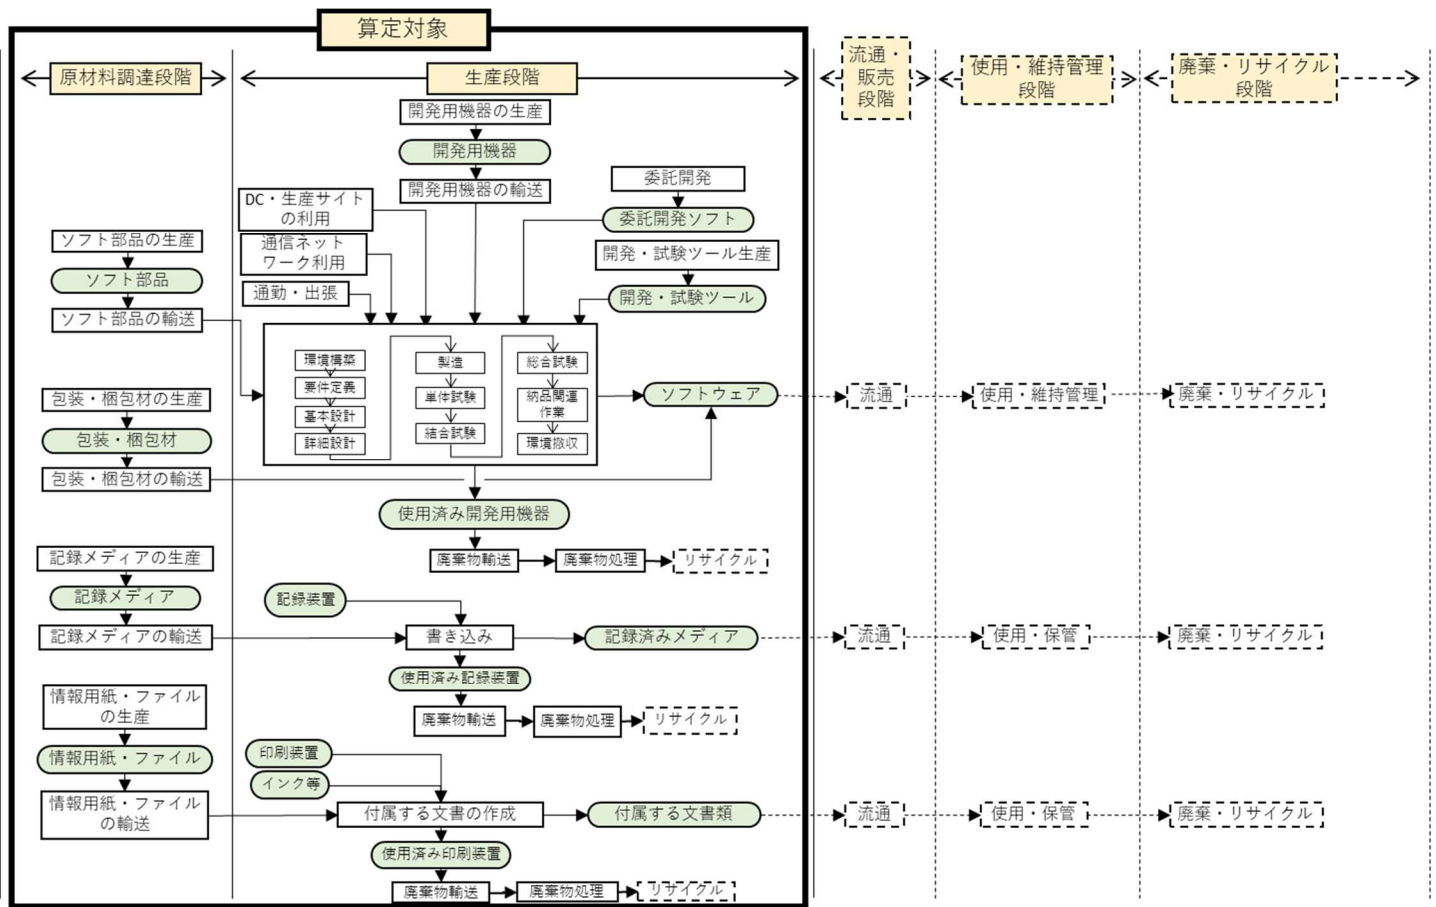 算定対象
原材料調達段階
生産段階
流通・
販売
段階
使用・維持管理
段階
廃棄・リサイクル
段階
開発用機器の生産
開発用機器
開発用機器の輸送
委託開発
委託開発ソフト
開発・試験ツール生産
開発・試験ツール
DC・生産サイト
の利用
通信ネット
ワーク利用
通勤・出張
ソフト部品の生産
ソフト部品
ソフト部品の輸送
環境構築
要件定義
基本設計
詳細設計
製造
単体試験
結合試験
総合試験
納品関連
作業
環境撤収
ソフトウェア
流通
使用・維持管理
廃棄・リサイクル
包装・梱包材の生産
包装・梱包材
包装・梱包材の輸送
使用済み開発用機器
廃棄物輸送
廃棄物処理
リサイクル
記録メディアの生産
記録メディア
記録メディアの輸送
記録装置
書き込み
記録済みメディア
流通
使用・保管
廃棄・リサイクル
使用済み記録装置
廃棄物輸送
廃棄物処理
リサイクル
情報用紙・ファイル
の生産
情報用紙・ファイル
情報用紙・ファイル
の輸送
印刷装置
インク等
付属する文書の作成
付属する文書類
流通
使用・保管
廃棄・リサイクル
使用済み印刷装置
廃棄物輸送
廃棄物処理
リサイクル